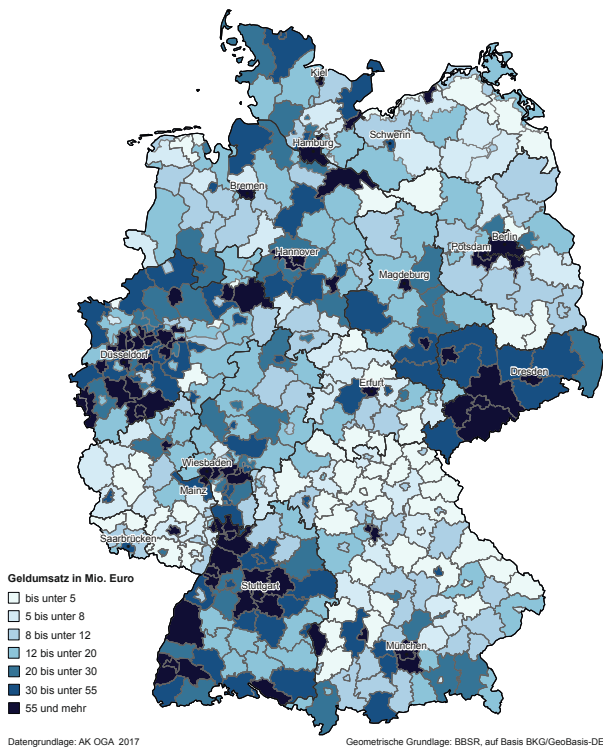 Kiel
Schwerin
Hamburg
Bremen
Berlin
Potsdam
Hannover
Magdeburg
Düsseldorf
Dresden
Erfurt
Wiesbaden
Mainz
Saarbrücken
Stuttgart
München
Geldumsatz in Mio. Euro
bis unter 5
5 bis unter 8
8 bis unter 12
12 bis unter 20
20 bis unter 30
30 bis unter 55
55 und mehr
Datengrundlage: AK OGA 2017
Geometrische Grundlage: BBSR, auf Basis BKG/GeoBasis-DE